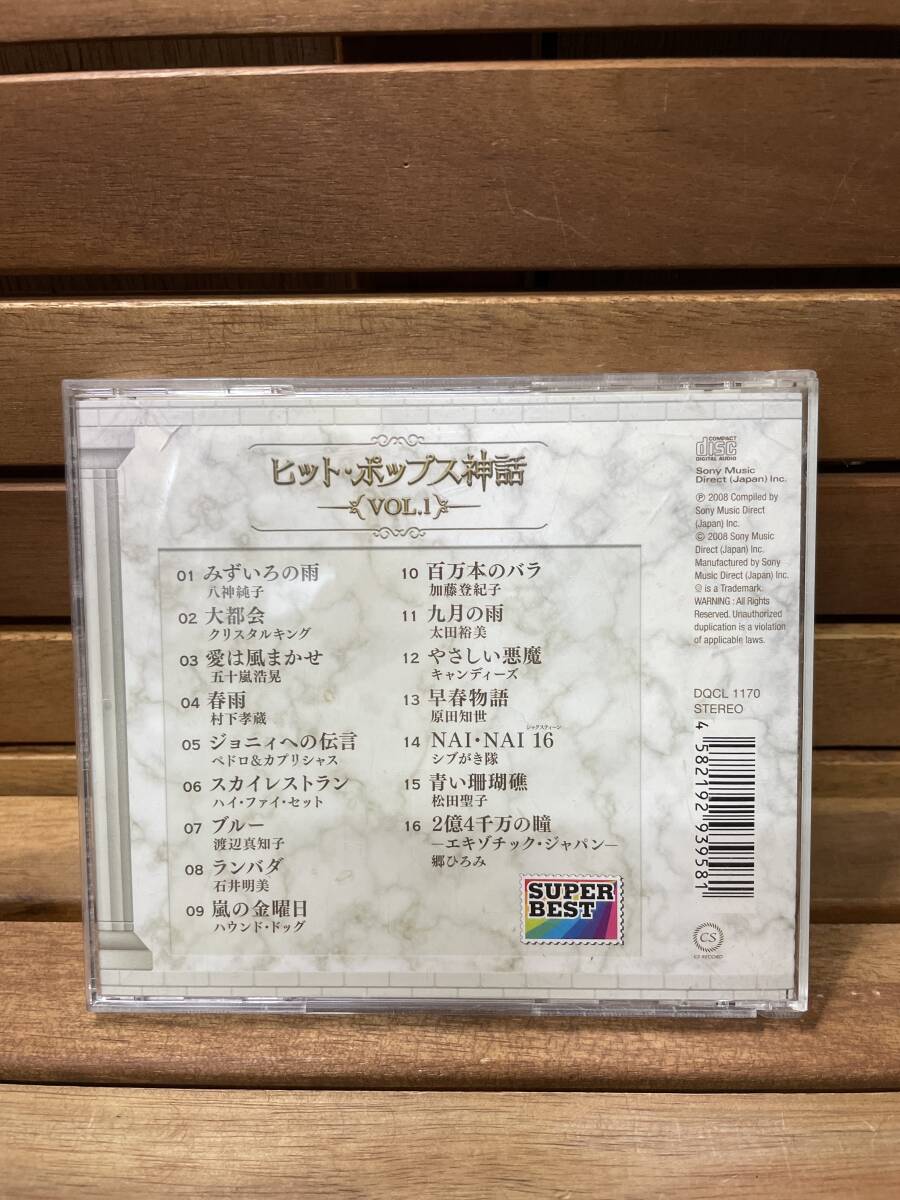 ヒット・ポップス神話
VOL.1
01 みずいろの雨
八神純子
02 大都会
クリスタルキング
03 愛は風まかせ
五十嵐浩晃
04 春雨
村下孝蔵
05 ジョニィへの伝言
ペドロ&カプリシャス
06 スカイレストラン
ハイ・ファイ・セット
07 ブルー
渡辺真知子
08 ランバダ
石井明美
09 嵐の金曜日
ハウンド・ドッグ
10 百万本のバラ
加藤登紀子
11 九月の雨
太田裕美
12 やさしい悪魔
キャンディーズ
13 早春物語
原田知世
ジャクスティーン
14 NAI・NAI 16
シブがき隊
15 青い珊瑚礁
松田聖子
16 2億4千万の瞳
―エキゾチック・ジャパン―
郷ひろみ
SUPER
BEST
COMPACT
disc
DIGITAL AUDIO
Sony Music
Direct (Japan) Inc.
℗ 2008 Compiled by
Sony Music Direct
(Japan) Inc.
© 2008 Sony Music
Direct (Japan) Inc.
Manufactured by Sony
Music Direct (Japan) Inc.
is a Trademark.
WARNING : All Rights
Reserved. Unauthorized
duplication is a violation
of applicable laws.
DQCL 1170
STEREO
4 582192 939581
CS
CS RECORD